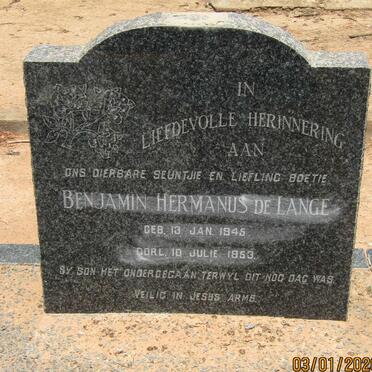 IN
LIEFDEVOLLE HERINNERING
AAN
ONS DIERBARE SEUNTJIE EN LIEFLING BOETIE
BENJAMIN HERMANUS DE LANGE
GEB. 13 JAN. 1945
OORL. 10 JULIE 1953.
SY SON HET ONDERGEGAAN TERWYL DIT NOG DAG WAS.
VEILIG IN JESUS ARMS.
03/01/202